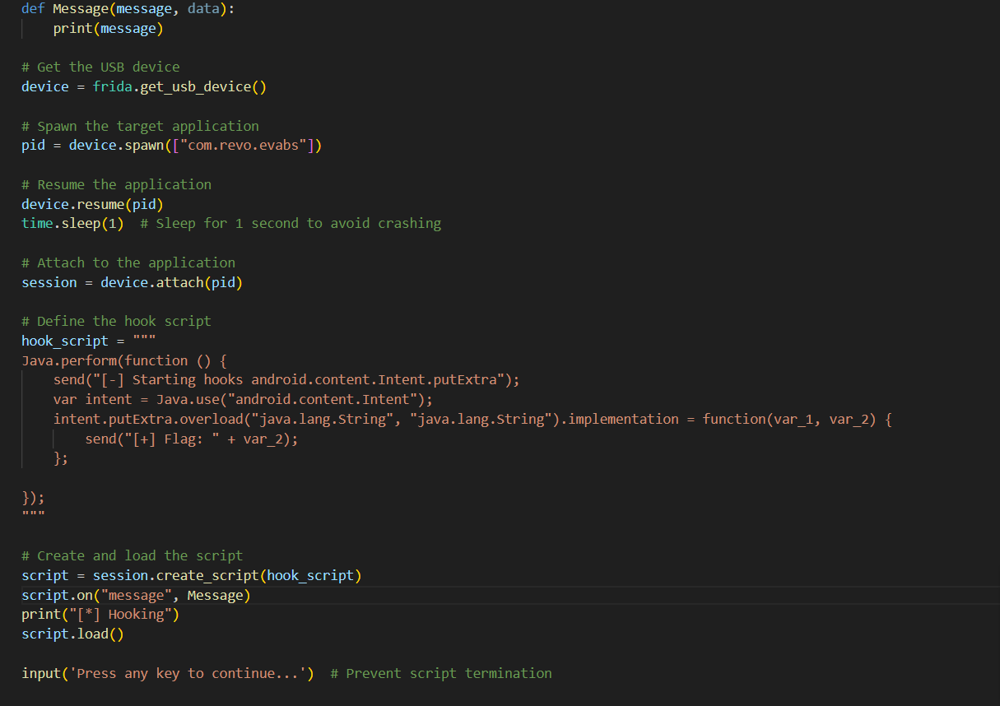 def Message(message, data):
    print(message)

# Get the USB device
device = frida.get_usb_device()

# Spawn the target application
pid = device.spawn(["com.revo.evabs"])

# Resume the application
device.resume(pid)
time.sleep(1)  # Sleep for 1 second to avoid crashing

# Attach to the application
session = device.attach(pid)

# Define the hook script
hook_script = """
Java.perform(function () {
    send("[-] Starting hooks android.content.Intent.putExtra");
    var intent = Java.use("android.content.Intent");
    intent.putExtra.overload("java.lang.String", "java.lang.String").implementation = function(var_1, var_2) {
        send("[+] Flag: " + var_2);
    };

});
"""

# Create and load the script
script = session.create_script(hook_script)
script.on("message", Message)
print("[*] Hooking")
script.load()

input('Press any key to continue...')  # Prevent script termination